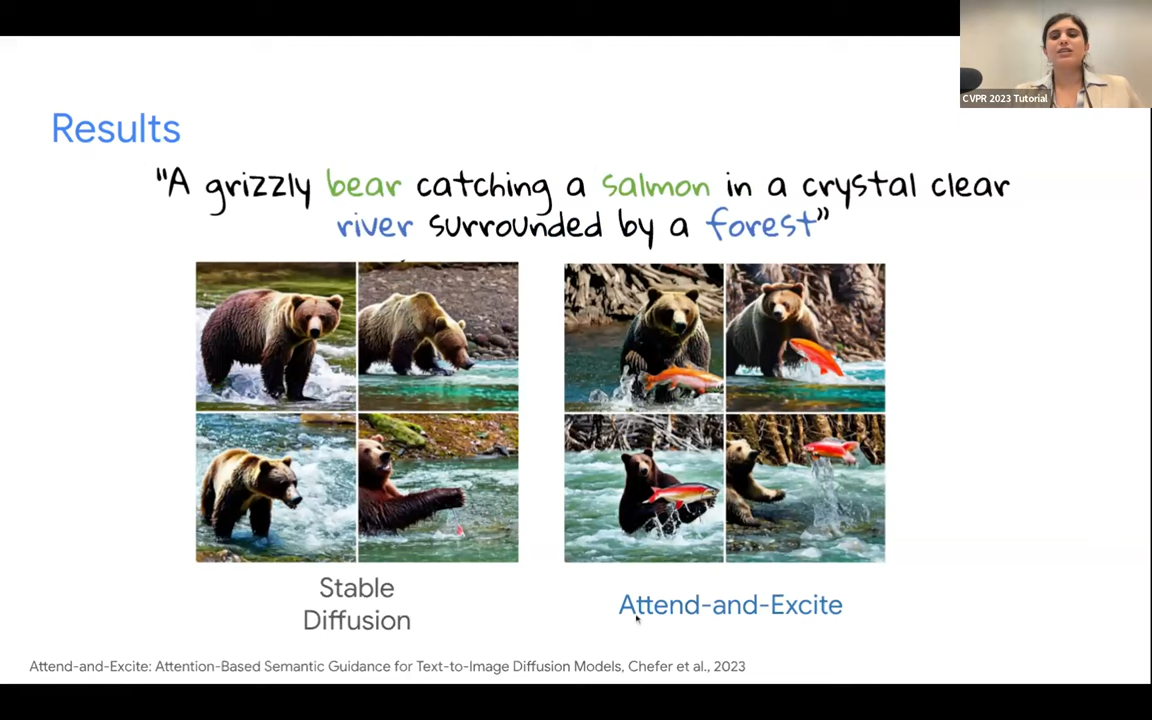 CVPR 2023 Tutorial
Results
"A grizzly bear catching a salmon in a crystal clear
river surrounded by a forest"
Stable
Diffusion
Attend-and-Excite
Attend-and-Excite: Attention-Based Semantic Guidance for Text-to-Image Diffusion Models, Chefer et al., 2023